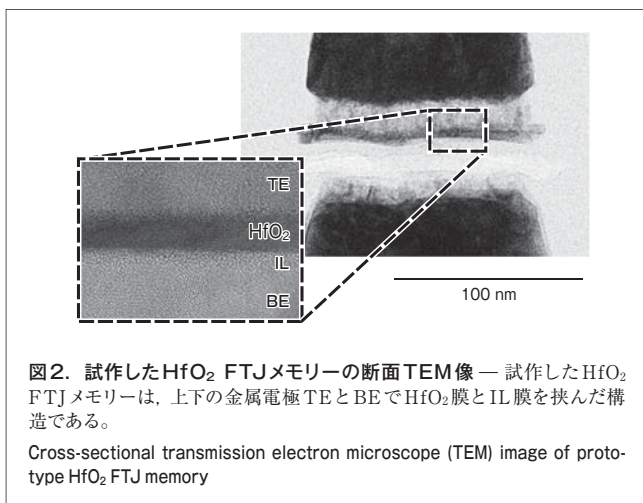 TE
HfO₂
IL
BE
100 nm
図2．試作したHfO₂ FTJメモリーの断面TEM像 — 試作したHfO₂
FTJメモリーは，上下の金属電極TEとBEでHfO₂膜とIL膜を挟んだ構
造である。
Cross-sectional transmission electron microscope (TEM) image of proto-
type HfO₂ FTJ memory